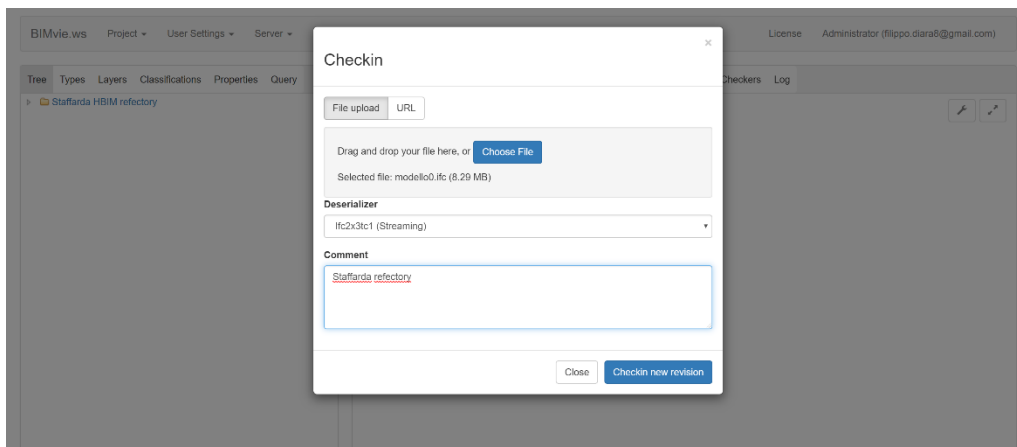 BIMvie.ws Project User Settings Server License Administrator (filippo.diara8@gmail.com)
Checkin
×
Tree Types Layers Classifications Properties Query Checkers Log
Staffarda HBIM refectory
File upload URL
Drag and drop your file here, or Choose File
Selected file: modello0.ifc (8.29 MB)
Deserializer
Ifc2x3tc1 (Streaming)
Comment
Staffarda refectory
Close Checkin new revision